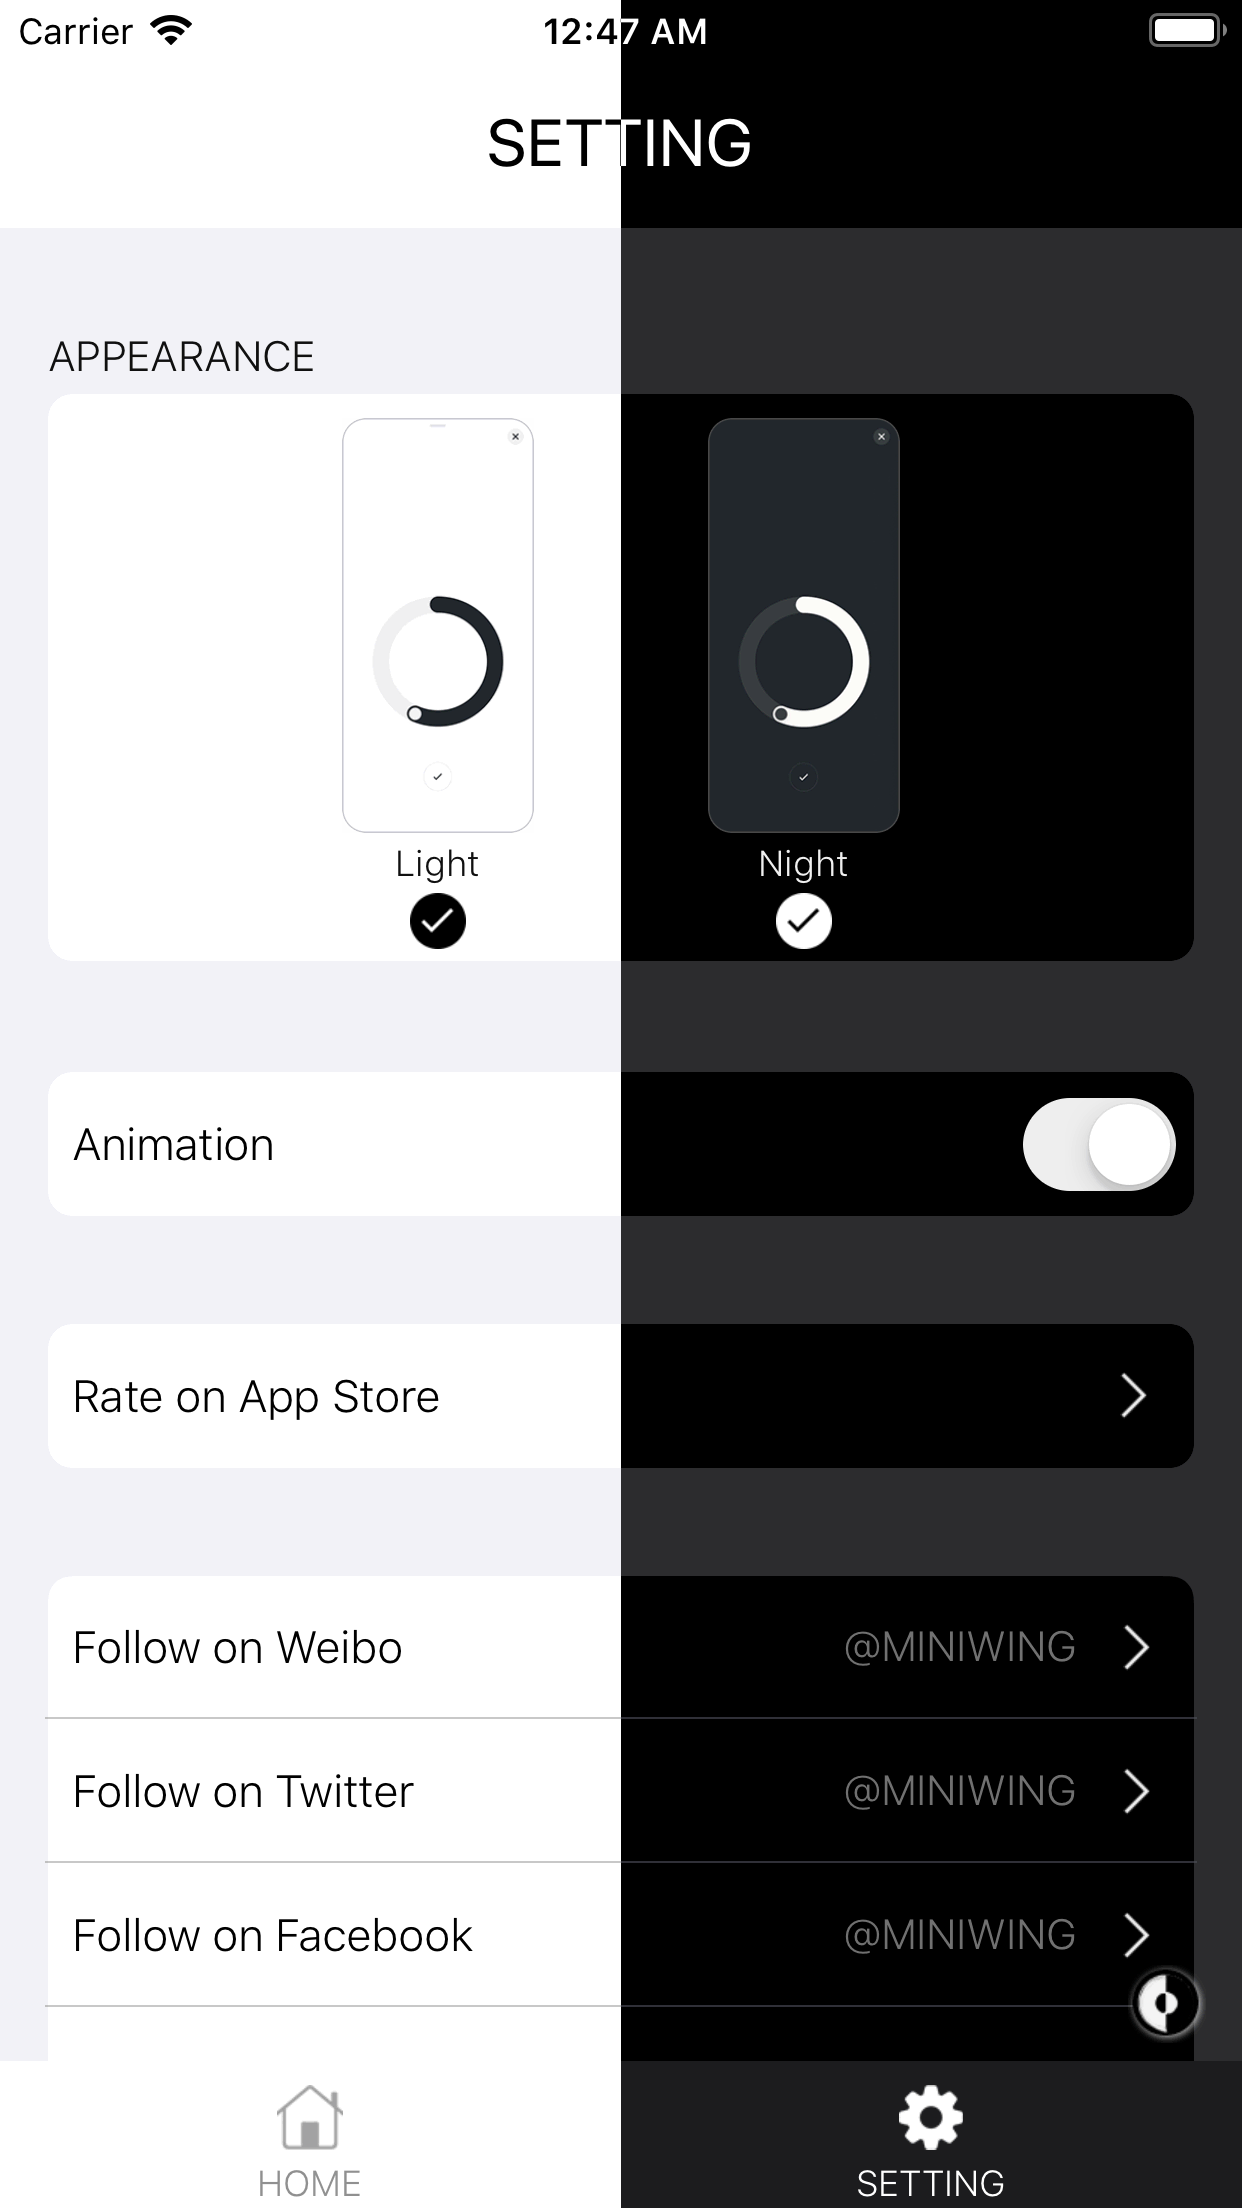 Carrier 12:47 AM
SETTING
APPEARANCE
Light Night
Animation
Rate on App Store
Follow on Weibo @MINIWING
Follow on Twitter @MINIWING
Follow on Facebook @MINIWING
HOME SETTING